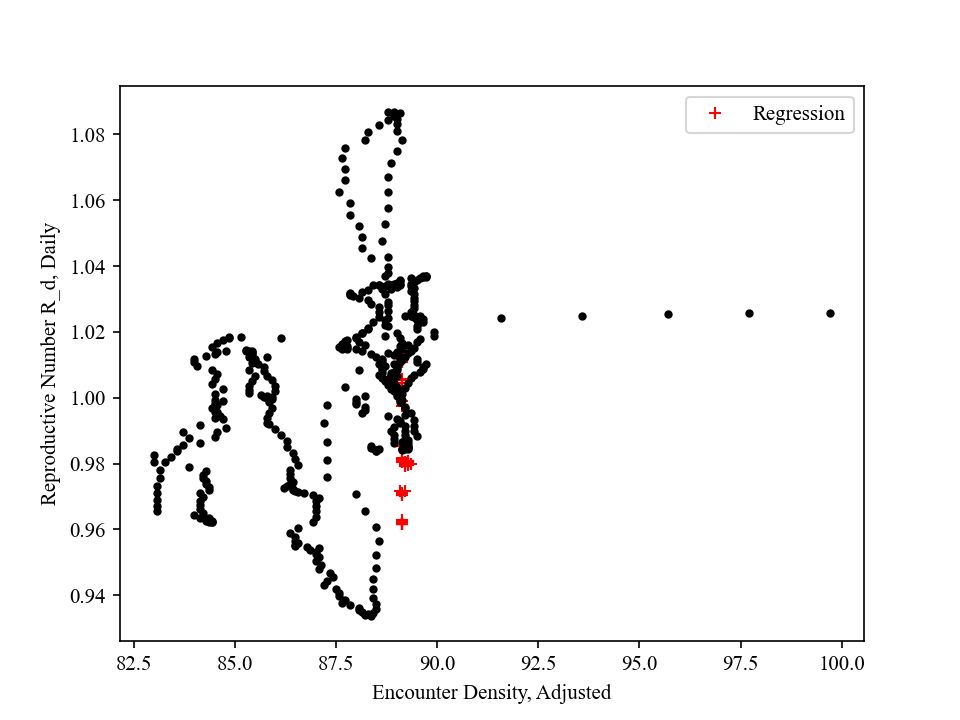 Regression
1.08
1.06
1.04
1.02
1.00
0.98
0.96
0.94
Reproductive Number R_d, Daily
82.5 85.0 87.5 90.0 92.5 95.0 97.5 100.0
Encounter Density, Adjusted